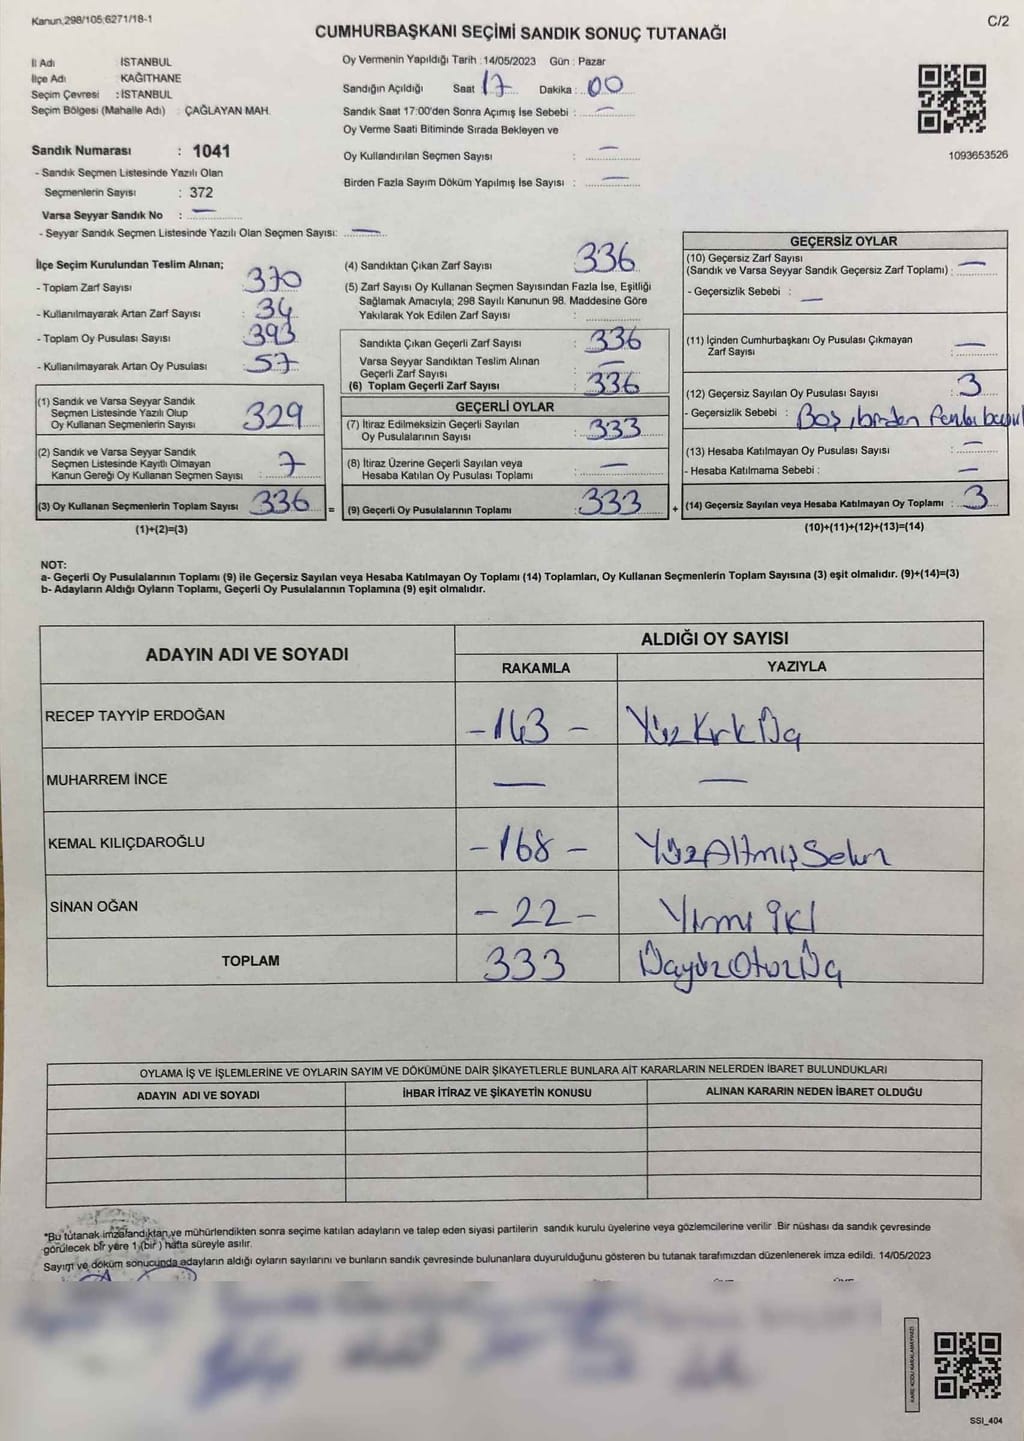 Kanun,298/105;6271/18-1
C/2
CUMHURBAŞKANI SEÇİMİ SANDIK SONUÇ TUTANAĞI
İl Adı İSTANBUL
İlçe Adı : KAĞITHANE
Seçim Çevresi : İSTANBUL
Seçim Bölgesi (Mahalle Adı) : ÇAĞLAYAN MAH.
Sandık Numarası : 1041
- Sandık Seçmen Listesinde Yazılı Olan
Seçmenlerin Sayısı : 372
Varsa Seyyar Sandık No : —
- Seyyar Sandık Seçmen Listesinde Yazılı Olan Seçmen Sayısı: —
Oy Vermenin Yapıldığı Tarih : 14/05/2023 Gün : Pazar
Sandığın Açıldığı Saat 17 Dakika : 00
Sandık Saat 17:00'den Sonra Açımış İse Sebebi : —
Oy Verme Saati Bitiminde Sırada Bekleyen ve
Oy Kullandırılan Seçmen Sayısı : —
Birden Fazla Sayım Döküm Yapılmış İse Sayısı : —
1093653526
İlçe Seçim Kurulundan Teslim Alınan;
- Toplam Zarf Sayısı : 370
- Kullanılmayarak Artan Zarf Sayısı : 34
- Toplam Oy Pusulası Sayısı : 393
- Kullanılmayarak Artan Oy Pusulası : 57
(1) Sandık ve Varsa Seyyar Sandık
Seçmen Listesinde Yazılı Olup
Oy Kullanan Seçmenlerin Sayısı : 329
(2) Sandık ve Varsa Seyyar Sandık
Seçmen Listesinde Kayıtlı Olmayan
Kanun Gereği Oy Kullanan Seçmen Sayısı : 7
(3) Oy Kullanan Seçmenlerin Toplam Sayısı : 336 =
(1)+(2)=(3)
(4) Sandıktan Çıkan Zarf Sayısı : 336
(5) Zarf Sayısı Oy Kullanan Seçmen Sayısından Fazla İse, Eşitliği
Sağlamak Amacıyla; 298 Sayılı Kanunun 98. Maddesine Göre
Yakılarak Yok Edilen Zarf Sayısı :
Sandıkta Çıkan Geçerli Zarf Sayısı : 336
Varsa Seyyar Sandıktan Teslim Alınan
Geçerli Zarf Sayısı : —
(6) Toplam Geçerli Zarf Sayısı : 336
GEÇERLİ OYLAR
(7) İtiraz Edilmeksizin Geçerli Sayılan
Oy Pusulalarının Sayısı : 333
(8) İtiraz Üzerine Geçerli Sayılan veya
Hesaba Katılan Oy Pusulası Toplamı : —
(9) Geçerli Oy Pusulalarının Toplamı : 333 +
GEÇERSİZ OYLAR
(10) Geçersiz Zarf Sayısı
(Sandık ve Varsa Seyyar Sandık Geçersiz Zarf Toplamı) : —
- Geçersizlik Sebebi : —
(11) İçinden Cumhurbaşkanı Oy Pusulası Çıkmayan
Zarf Sayısı : —
(12) Geçersiz Sayılan Oy Pusulası Sayısı : 3
- Geçersizlik Sebebi : Boş, birden fazla
(13) Hesaba Katılmayan Oy Pusulası Sayısı : —
- Hesaba Katılmama Sebebi : —
(14) Geçersiz Sayılan veya Hesaba Katılmayan Oy Toplamı : 3
(10)+(11)+(12)+(13)=(14)
NOT:
a- Geçerli Oy Pusulalarının Toplamı (9) ile Geçersiz Sayılan veya Hesaba Katılmayan Oy Toplamı (14) Toplamları, Oy Kullanan Seçmenlerin Toplam Sayısına (3) eşit olmalıdır. (9)+(14)=(3)
b- Adayların Aldığı Oyların Toplamı, Geçerli Oy Pusulalarının Toplamına (9) eşit olmalıdır.
ADAYIN ADI VE SOYADI
ALDIĞI OY SAYISI
RAKAMLA YAZIYLA
RECEP TAYYİP ERDOĞAN - 143 - Yüz Kırk Üç
MUHARREM İNCE — —
KEMAL KILIÇDAROĞLU - 168 - Yüz Altmış Sekiz
SİNAN OĞAN - 22 - Yirmi İki
TOPLAM 333 Üçyüz Otuz Üç
OYLAMA İŞ VE İŞLEMLERİNE VE OYLARIN SAYIM VE DÖKÜMÜNE DAİR ŞİKAYETLERLE BUNLARA AİT KARARLARIN NELERDEN İBARET BULUNDUKLARI
ADAYIN ADI VE SOYADI İHBAR İTİRAZ VE ŞİKAYETİN KONUSU ALINAN KARARIN NEDEN İBARET OLDUĞU
*Bu tutanak imzalandıktan ve mühürlendikten sonra seçime katılan adayların ve talep eden siyasi partilerin sandık kurulu üyelerine veya gözlemcilerine verilir. Bir nüshası da sandık çevresinde
görülecek bir yere 1 (bir) hafta süreyle asılır.
Sayım ve döküm sonucunda adayların aldığı oyların sayılarını ve bunların sandık çevresinde bulunanlara duyurulduğunu gösteren bu tutanak tarafımızdan düzenlenerek imza edildi. 14/05/2023
KARE KODU KARALAMAYINIZ!
SSI_404